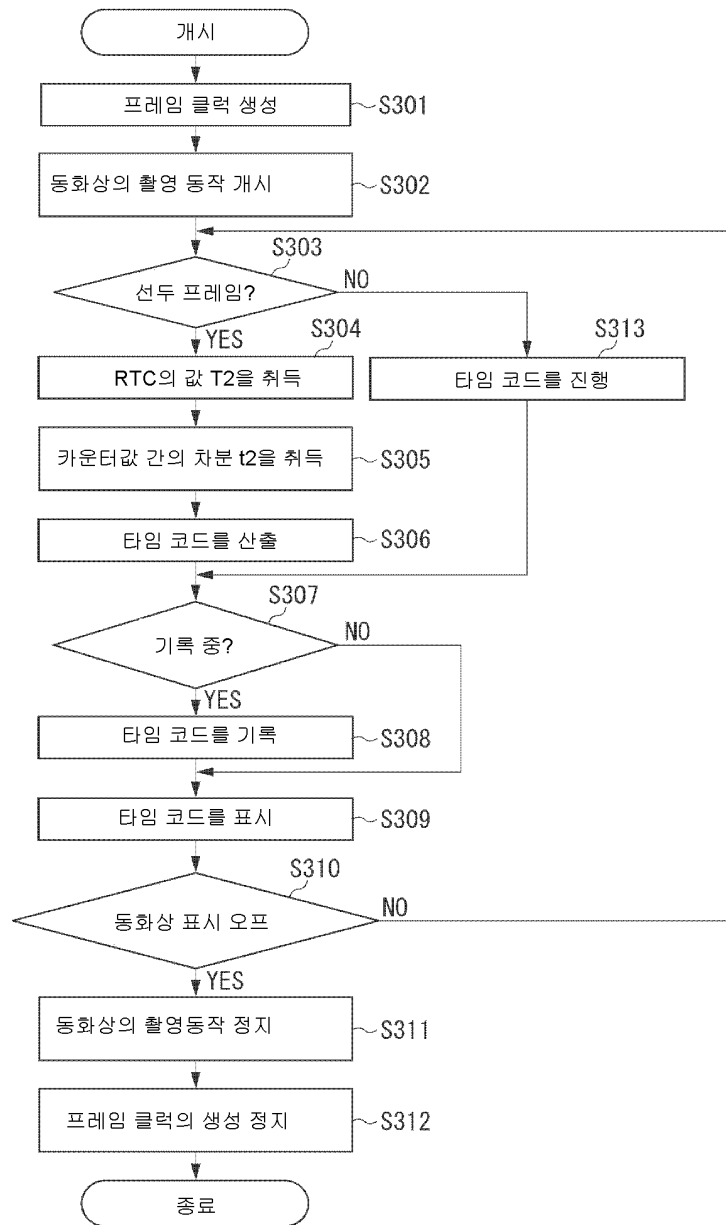 개시
프레임 클럭 생성
S301
동화상의 촬영 동작 개시
S302
S303
선두 프레임?
NO
YES
S304
RTC의 값 T2을 취득
S313
타임 코드를 진행
카운터값 간의 차분 t2을 취득
S305
타임 코드를 산출
S306
S307
기록 중?
NO
YES
타임 코드를 기록
S308
타임 코드를 표시
S309
S310
동화상 표시 오프
NO
YES
동화상의 촬영동작 정지
S311
프레임 클럭의 생성 정지
S312
종료